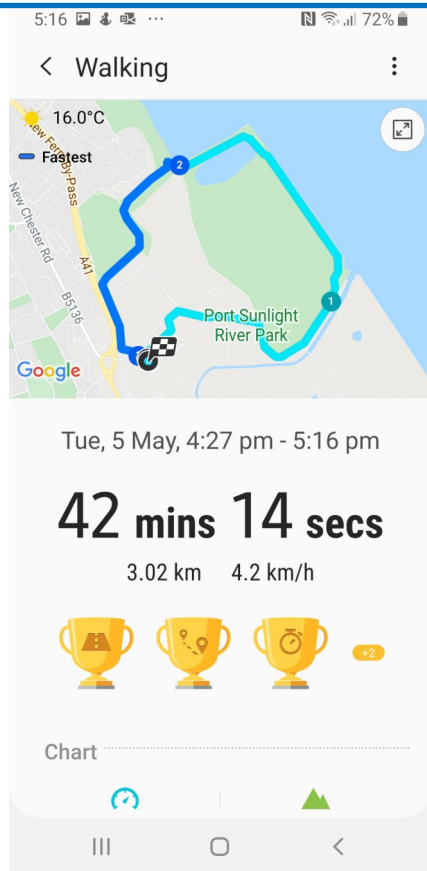 5:16
72%
Walking
16.0°C
Fastest
New Ferry By-Pass
New Chester Rd
A41
B5136
2
1
Port Sunlight
River Park
Google
Tue, 5 May, 4:27 pm - 5:16 pm
42 mins 14 secs
3.02 km 4.2 km/h
+2
Chart